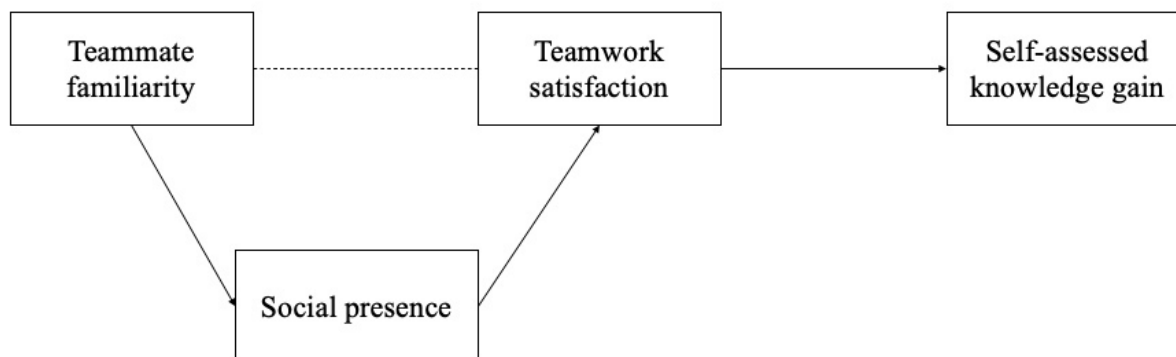 Teammate
familiarity
Teamwork
satisfaction
Self-assessed
knowledge gain
Social presence